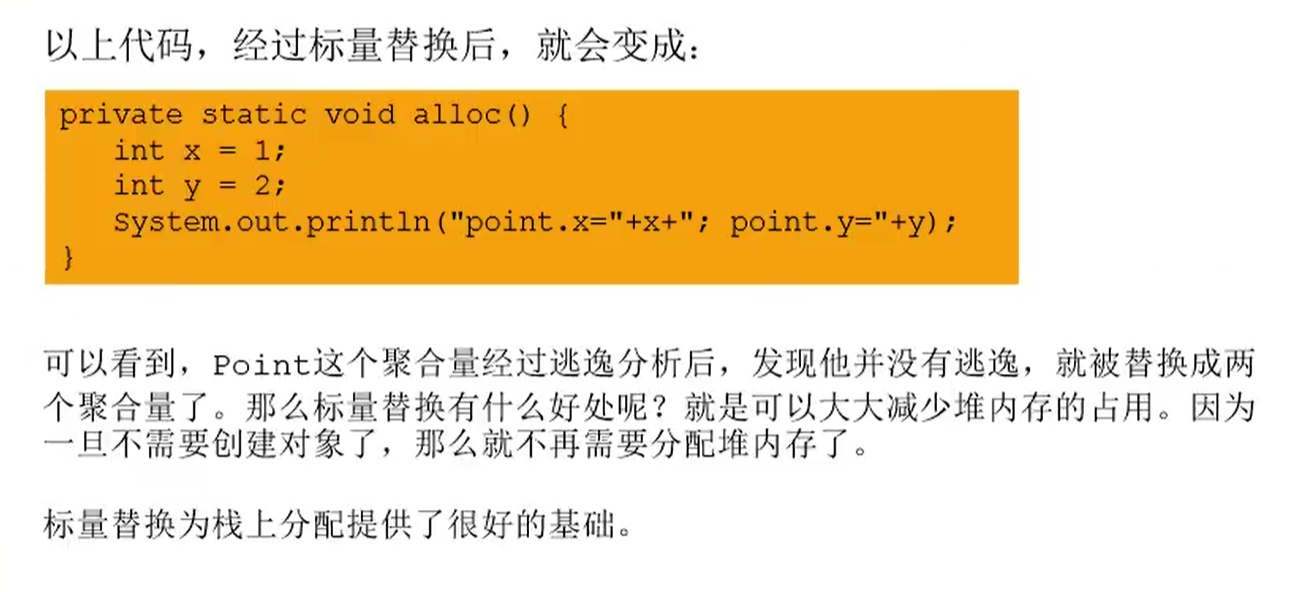 以上代码，经过标量替换后，就会变成：
private static void alloc() {
   int x = 1;
   int y = 2;
   System.out.println("point.x="+x+"; point.y="+y);
}
可以看到，Point这个聚合量经过逃逸分析后，发现他并没有逃逸，就被替换成两
个聚合量了。那么标量替换有什么好处呢？就是可以大大减少堆内存的占用。因为
一旦不需要创建对象了，那么就不再需要分配堆内存了。
标量替换为栈上分配提供了很好的基础。